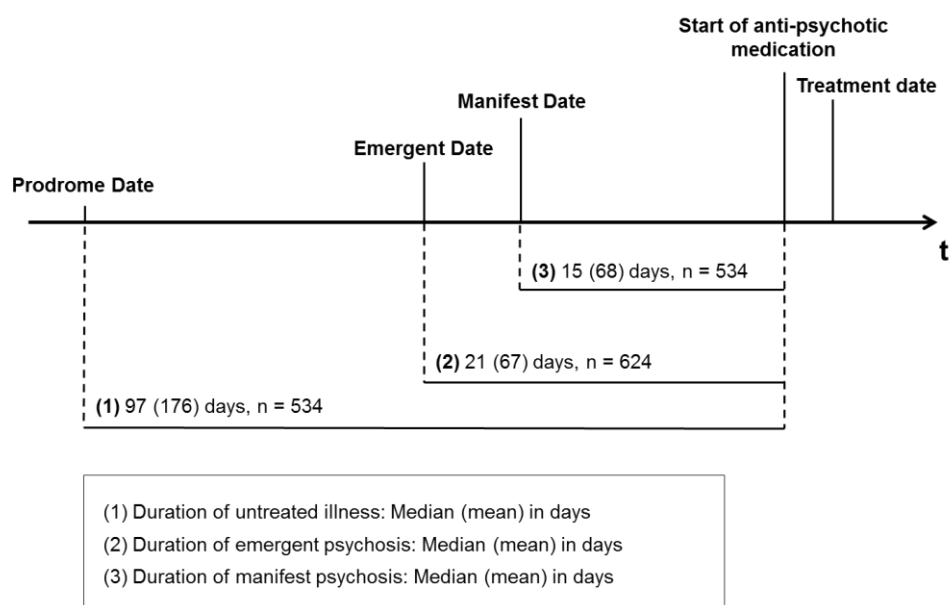 Start of anti-psychotic
medication
Treatment date
Manifest Date
Emergent Date
Prodrome Date
t
(3) 15 (68) days, n = 534
(2) 21 (67) days, n = 624
(1) 97 (176) days, n = 534
(1) Duration of untreated illness: Median (mean) in days
(2) Duration of emergent psychosis: Median (mean) in days
(3) Duration of manifest psychosis: Median (mean) in days